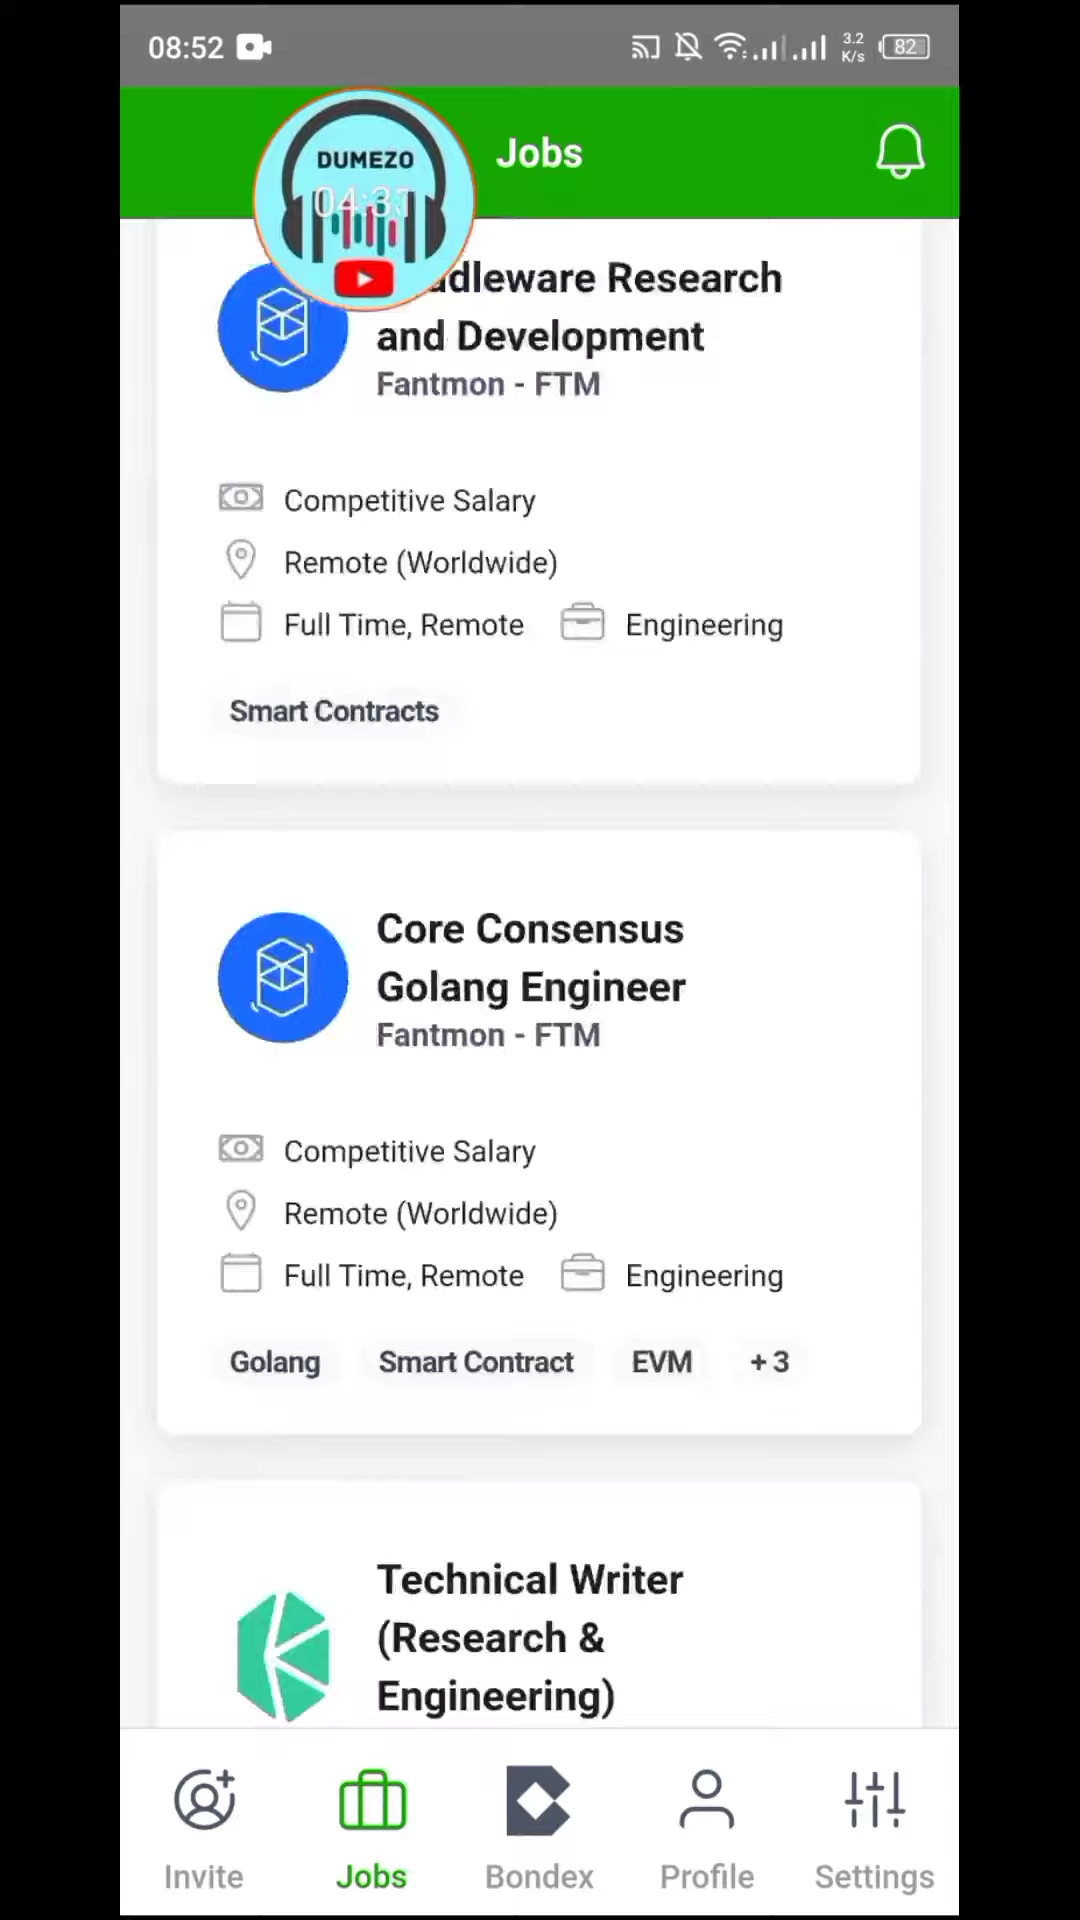 08:52
3.2
K/s
82
DUMEZO
Jobs
and Development
Research
Fantmon - FTM
Competitive Salary
Remote (Worldwide)
Full Time, Remote
Engineering
Smart Contracts
Core Consensus
Golang Engineer
Fantmon - FTM
Competitive Salary
Remote (Worldwide)
Full Time, Remote
Engineering
Golang
Smart Contract
EVM
+ 3
Technical Writer
(Research &
Engineering)
Invite
Jobs
Bondex
Profile
Settings